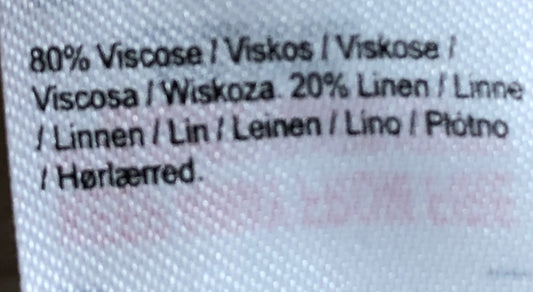 80% Viscose / Viskos / Viskose /
Viscosa / Wiskoza. 20% Linen / Linne
/ Linnen / Lin / Leinen / Lino / Płótno
/ Hørlærred.